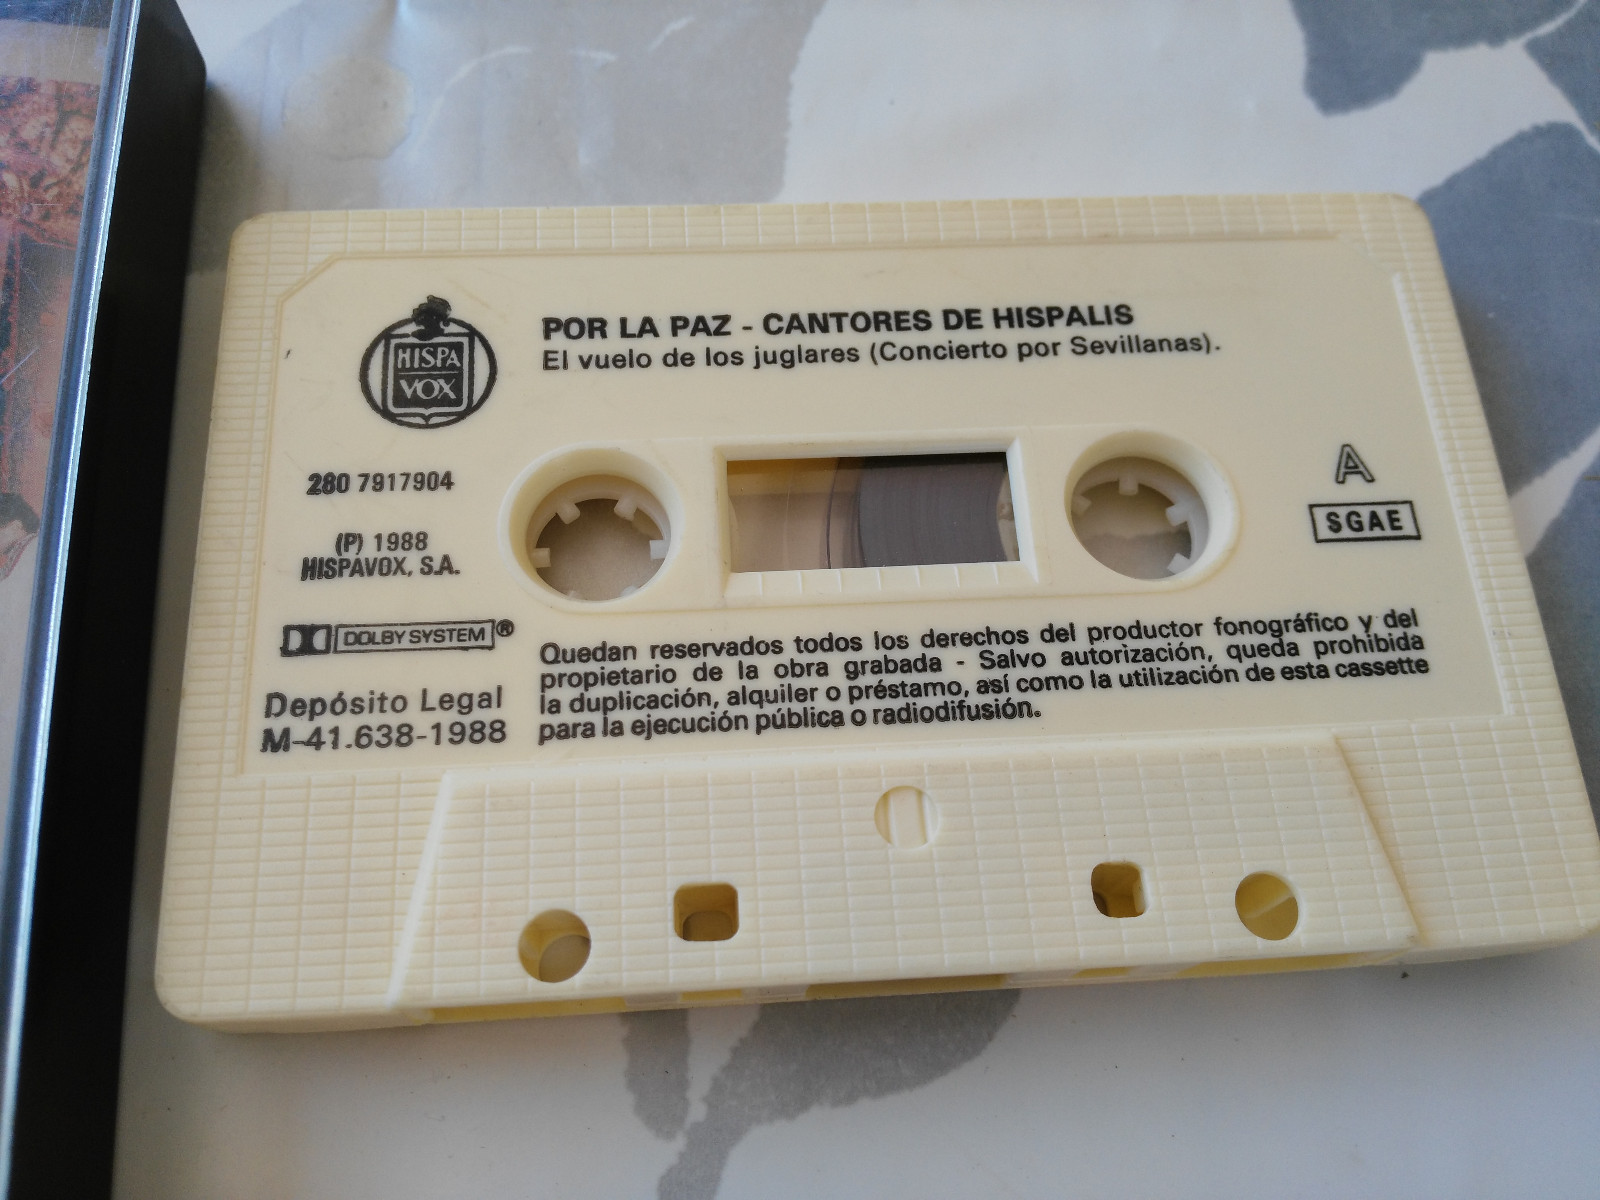 POR LA PAZ - CANTORES DE HISPALIS
El vuelo de los juglares (Concierto por Sevillanas).
HISPA
VOX
280 7917904
(P) 1988
HISPAVOX, S.A.
A
SGAE
DOLBY SYSTEM®
Depósito Legal
M-41.638-1988
Quedan reservados todos los derechos del productor fonográfico y del
propietario de la obra grabada - Salvo autorización, queda prohibida
la duplicación, alquiler o préstamo, así como la utilización de esta cassette
para la ejecución pública o radiodifusión.